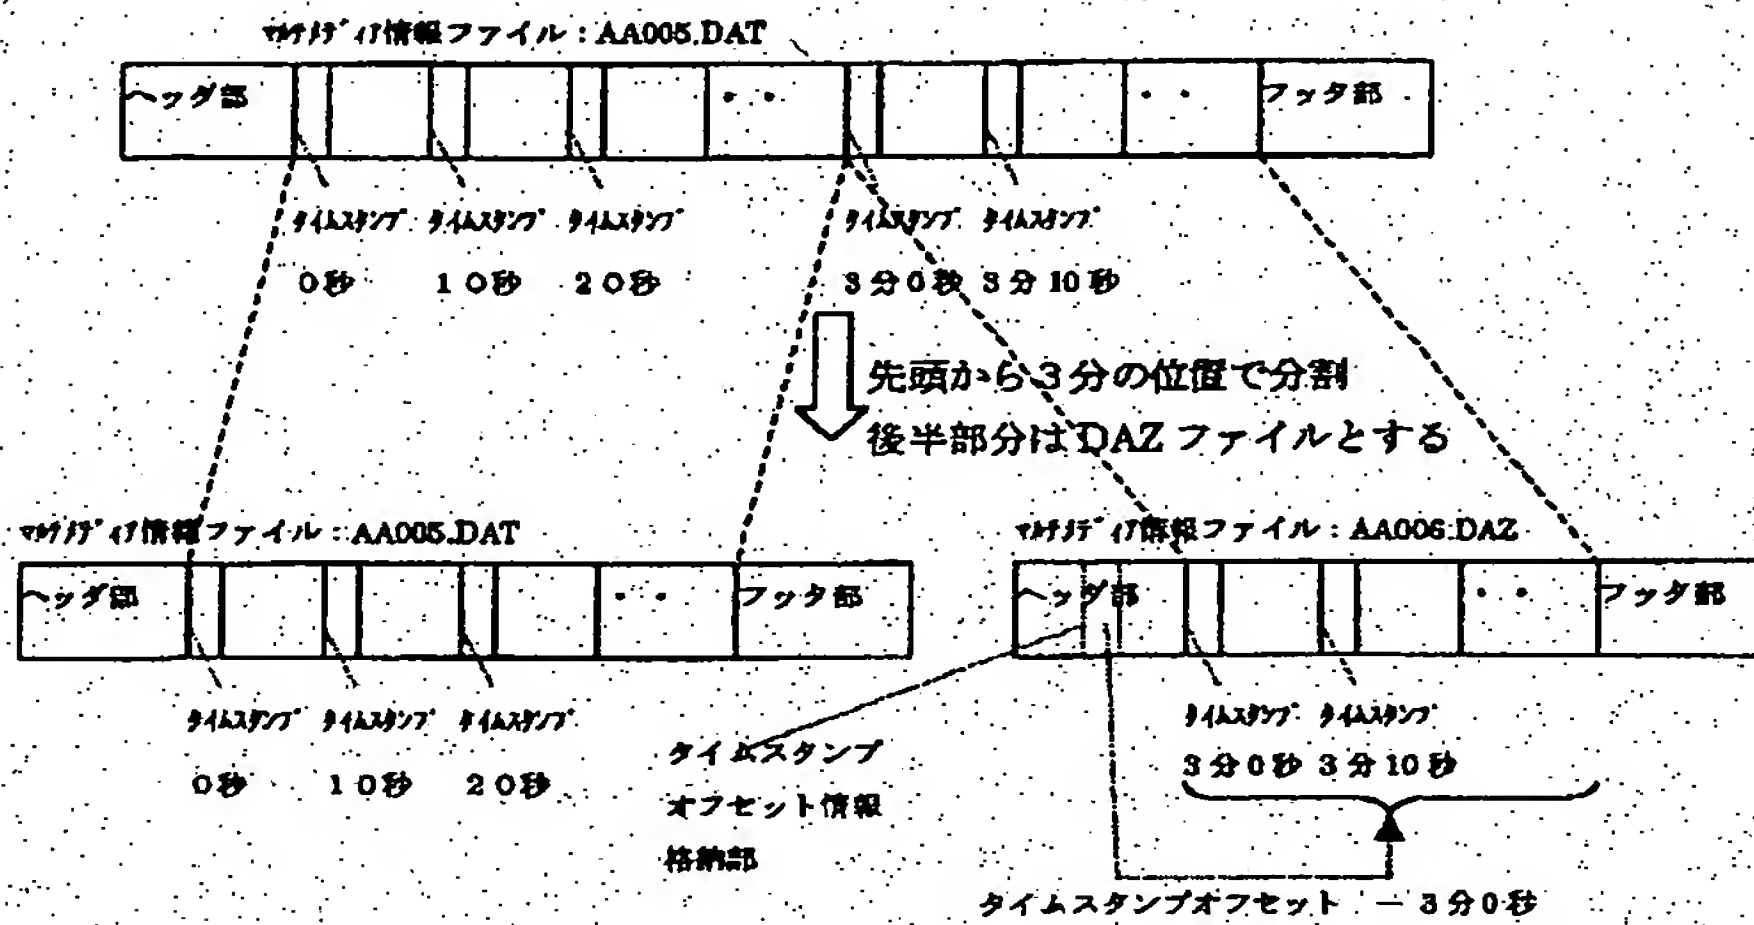 ﾏﾙﾁﾒﾃﾞｨｱ情報ファイル：AA005.DAT
ヘッダ部 ・・ ・・ フッタ部
ﾀｲﾑｽﾀﾝﾌﾟ ﾀｲﾑｽﾀﾝﾌﾟ ﾀｲﾑｽﾀﾝﾌﾟ ﾀｲﾑｽﾀﾝﾌﾟ ﾀｲﾑｽﾀﾝﾌﾟ
0秒 10秒 20秒 3分0秒 3分10秒
先頭から3分の位置で分割
後半部分はDAZファイルとする
ﾏﾙﾁﾒﾃﾞｨｱ情報ファイル：AA005.DAT
ヘッダ部 ・・ フッタ部
ﾀｲﾑｽﾀﾝﾌﾟ ﾀｲﾑｽﾀﾝﾌﾟ ﾀｲﾑｽﾀﾝﾌﾟ
0秒 10秒 20秒
ﾏﾙﾁﾒﾃﾞｨｱ情報ファイル：AA006.DAZ
ヘッダ部 ・・ フッタ部
ﾀｲﾑｽﾀﾝﾌﾟ ﾀｲﾑｽﾀﾝﾌﾟ
3分0秒 3分10秒
タイムスタンプ
オフセット情報
格納部
タイムスタンプオフセット －3分0秒